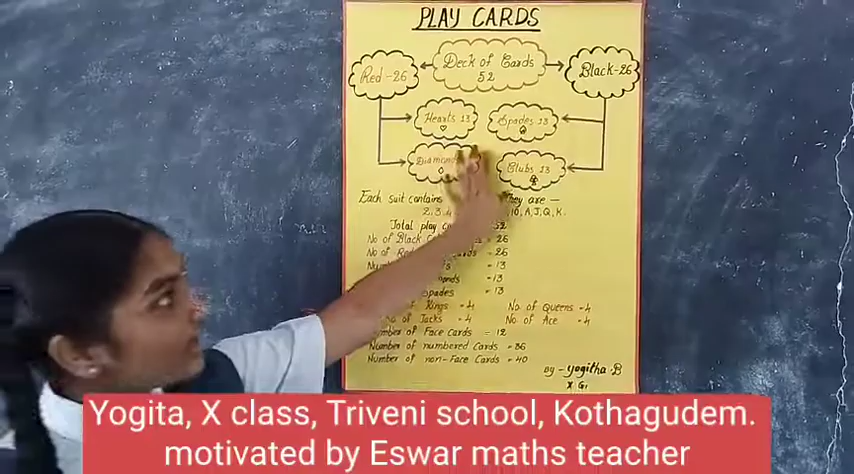 PLAY CARDS
Deck of Cards
52
Red - 26
Black - 26
Hearts 13
Spades 13
Diamonds
Clubs 13
Each suit contains They are —
2, 3, 10, A, J, Q, K.
Total play 52
No of Black = 26
No of = 26
= 13
= 13
= 13
Kings = 4 No. of Queens = 4
No of Jacks = 4 No. of Ace = 4
Number of Face Cards = 12
Number of numbered Cards = 36
Number of non-Face Cards = 40
By - Yogitha.B
X G1
Yogita, X class, Triveni school, Kothagudem.
motivated by Eswar maths teacher